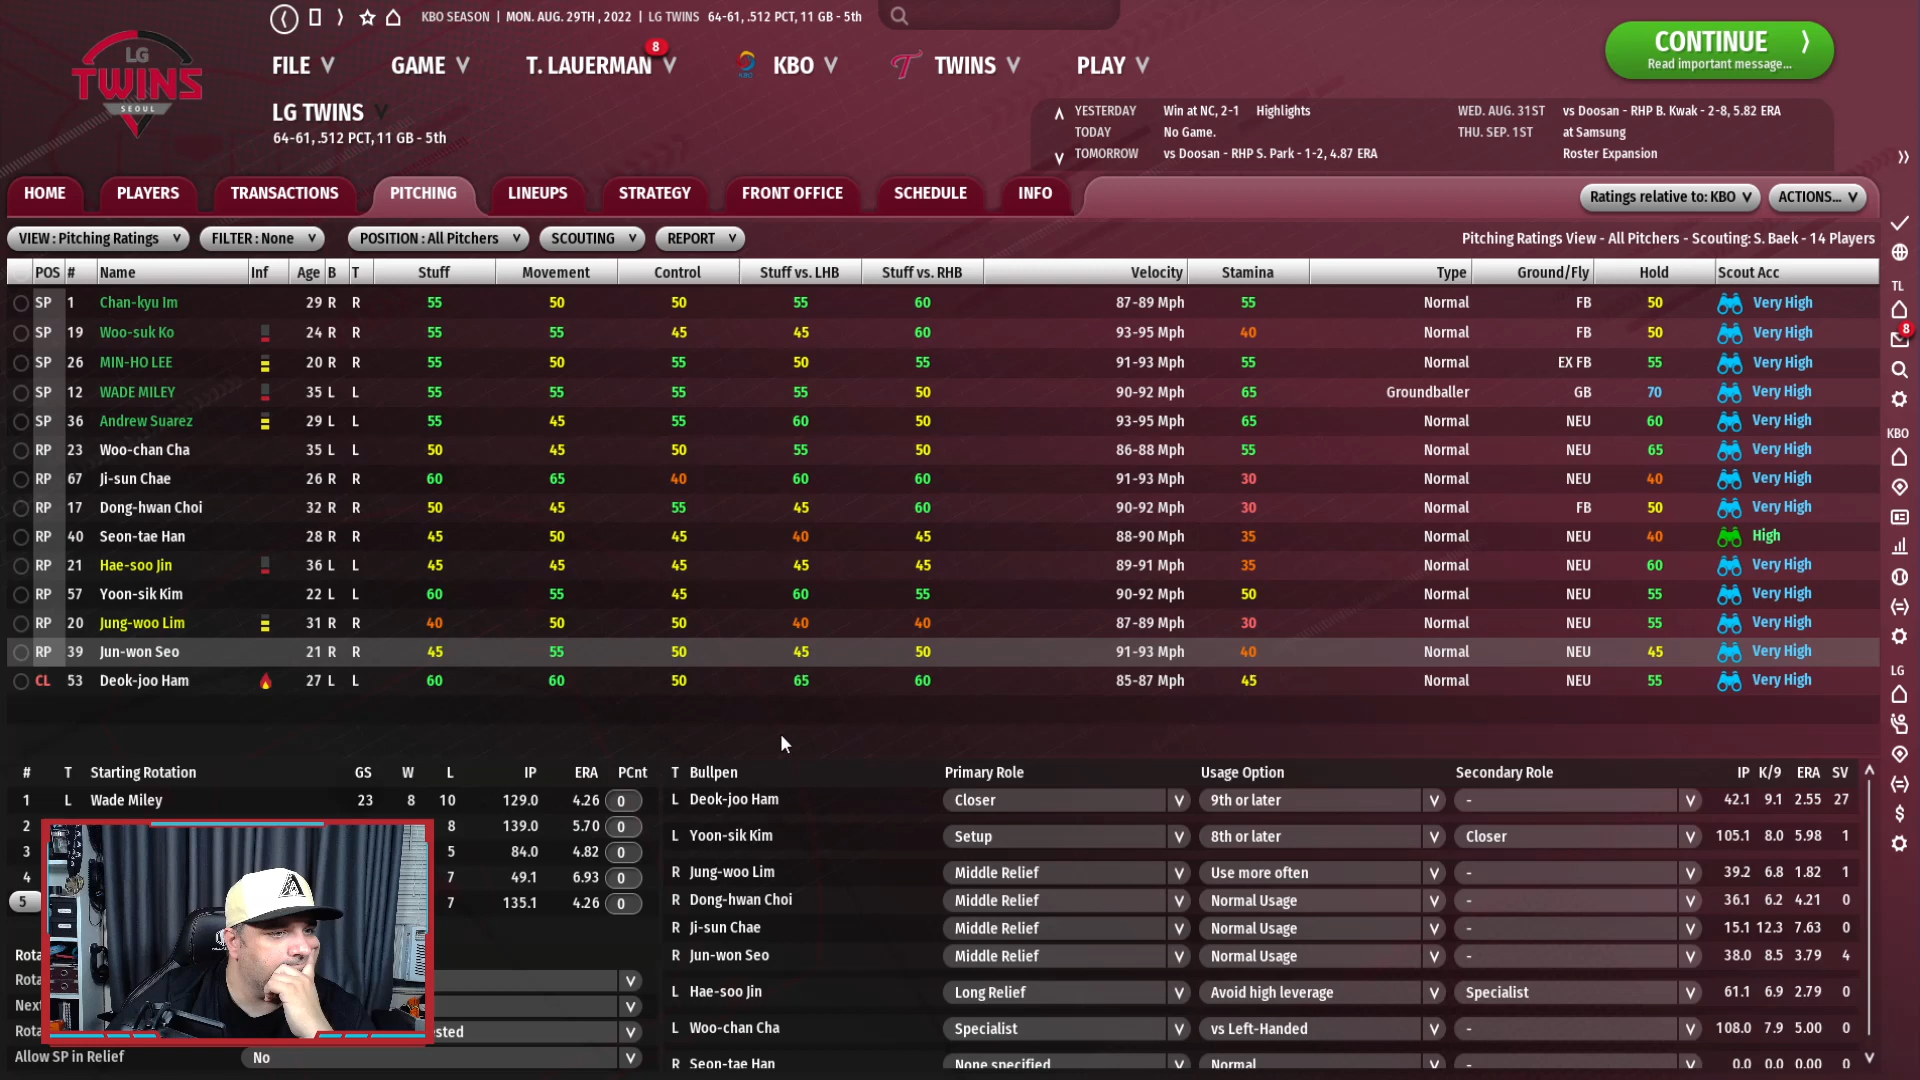 KBO SEASON | MON. AUG. 29TH , 2022 | LG TWINS 64-61, .512 PCT, 11 GB - 5th
LG TWINS SEOUL
FILE GAME T. LAUERMAN 8 KBO KBO T TWINS PLAY
CONTINUE
Read important message...
LG TWINS
64-61, .512 PCT, 11 GB - 5th
YESTERDAY Win at NC, 2-1 Highlights WED. AUG. 31ST vs Doosan - RHP B. Kwak - 2-8, 5.82 ERA
TODAY No Game. THU. SEP. 1ST at Samsung
TOMORROW vs Doosan - RHP S. Park - 1-2, 4.87 ERA Roster Expansion
HOME PLAYERS TRANSACTIONS PITCHING LINEUPS STRATEGY FRONT OFFICE SCHEDULE INFO Ratings relative to: KBO ACTIONS...
VIEW : Pitching Ratings FILTER : None POSITION : All Pitchers SCOUTING REPORT Pitching Ratings View - All Pitchers - Scouting: S. Baek - 14 Players
POS # Name Inf Age B T Stuff Movement Control Stuff vs. LHB Stuff vs. RHB Velocity Stamina Type Ground/Fly Hold Scout Acc
SP 1 Chan-kyu Im 29 R R 55 50 50 55 60 87-89 Mph 55 Normal FB 50 Very High
SP 19 Woo-suk Ko 24 R R 55 55 45 45 60 93-95 Mph 40 Normal FB 50 Very High
SP 26 MIN-HO LEE 20 R R 55 50 55 50 55 91-93 Mph 55 Normal EX FB 55 Very High
SP 12 WADE MILEY 35 L L 55 55 55 55 50 90-92 Mph 65 Groundballer GB 70 Very High
SP 36 Andrew Suarez 29 L L 55 45 55 60 50 93-95 Mph 65 Normal NEU 60 Very High
RP 23 Woo-chan Cha 35 L L 50 45 50 55 50 86-88 Mph 55 Normal NEU 65 Very High
RP 67 Ji-sun Chae 26 R R 60 65 40 60 60 91-93 Mph 30 Normal NEU 40 Very High
RP 17 Dong-hwan Choi 32 R R 50 45 55 45 60 90-92 Mph 30 Normal FB 50 Very High
RP 40 Seon-tae Han 28 R R 45 50 45 40 45 88-90 Mph 35 Normal NEU 40 High
RP 21 Hae-soo Jin 36 L L 45 45 45 45 45 89-91 Mph 35 Normal NEU 60 Very High
RP 57 Yoon-sik Kim 22 L L 60 55 45 60 55 90-92 Mph 50 Normal NEU 55 Very High
RP 20 Jung-woo Lim 31 R R 40 50 50 40 40 87-89 Mph 30 Normal NEU 55 Very High
RP 39 Jun-won Seo 21 R R 45 55 50 45 50 91-93 Mph 40 Normal NEU 45 Very High
CL 53 Deok-joo Ham 27 L L 60 60 50 65 60 85-87 Mph 45 Normal NEU 55 Very High
TL
8
KBO
LG
# T Starting Rotation GS W L IP ERA PCnt
1 L Wade Miley 23 8 10 129.0 4.26 0
2 8 139.0 5.70 0
3 5 84.0 4.82 0
4 7 49.1 6.93 0
5 7 135.1 4.26 0
Rota
Rota
Next
Rota sted
Allow SP in Relief No
T Bullpen Primary Role Usage Option Secondary Role IP K/9 ERA SV
L Deok-joo Ham Closer 9th or later - 42.1 9.1 2.55 27
L Yoon-sik Kim Setup 8th or later Closer 105.1 8.0 5.98 1
R Jung-woo Lim Middle Relief Use more often - 39.2 6.8 1.82 1
R Dong-hwan Choi Middle Relief Normal Usage - 36.1 6.2 4.21 0
R Ji-sun Chae Middle Relief Normal Usage - 15.1 12.3 7.63 0
R Jun-won Seo Middle Relief Normal Usage - 38.0 8.5 3.79 4
L Hae-soo Jin Long Relief Avoid high leverage Specialist 61.1 6.9 2.79 0
L Woo-chan Cha Specialist vs Left-Handed - 108.0 7.9 5.00 0
R Seon-tae Han None specified Normal - 0.0 0.0 0.00 0